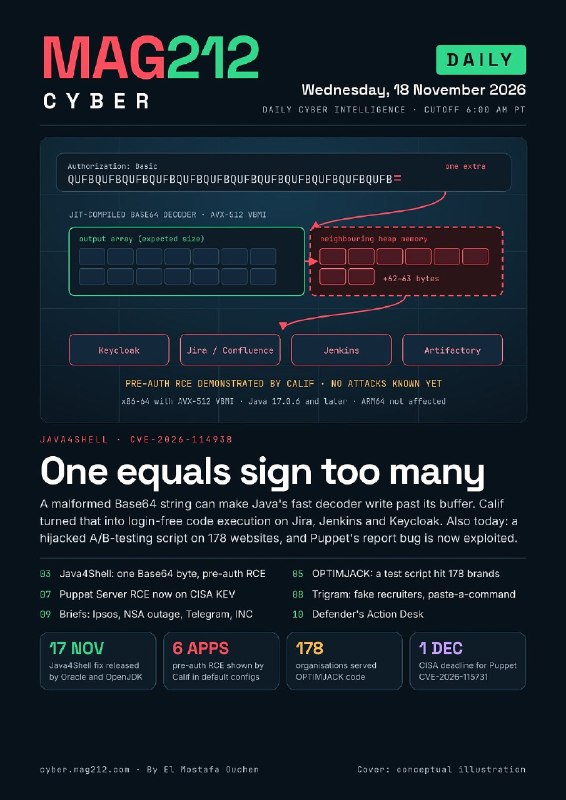 MAG212
CYBER
DAILY
Wednesday, 18 November 2026
DAILY CYBER INTELLIGENCE · CUTOFF 6:00 AM PT
Authorization: Basic
one extra
QUFBQUFBQUFBQUFBQUFBQUFBQUFBQUFBQUFBQUFBQUFBQUFB=
JIT-COMPILED BASE64 DECODER · AVX-512 VBMI
output array (expected size)
neighbouring heap memory
+62-63 bytes
Keycloak
Jira / Confluence
Jenkins
Artifactory
PRE-AUTH RCE DEMONSTRATED BY CALIF · NO ATTACKS KNOWN YET
x86-64 with AVX-512 VBMI · Java 17.0.6 and later · ARM64 not affected
JAVA4SHELL · CVE-2026-114938
One equals sign too many
A malformed Base64 string can make Java's fast decoder write past its buffer. Calif
turned that into login-free code execution on Jira, Jenkins and Keycloak. Also today: a
hijacked A/B-testing script on 178 websites, and Puppet's report bug is now exploited.
03 Java4Shell: one Base64 byte, pre-auth RCE
05 OPTIMJACK: a test script hit 178 brands
07 Puppet Server RCE now on CISA KEV
08 Trigram: fake recruiters, paste-a-command
09 Briefs: Ipsos, NSA outage, Telegram, INC
10 Defender's Action Desk
17 NOV
Java4Shell fix released
by Oracle and OpenJDK
6 APPS
pre-auth RCE shown by
Calif in default configs
178
organisations served
OPTIMJACK code
1 DEC
CISA deadline for Puppet
CVE-2026-115731
cyber.mag212.com · By El Mostafa Ouchen
Cover: conceptual illustration